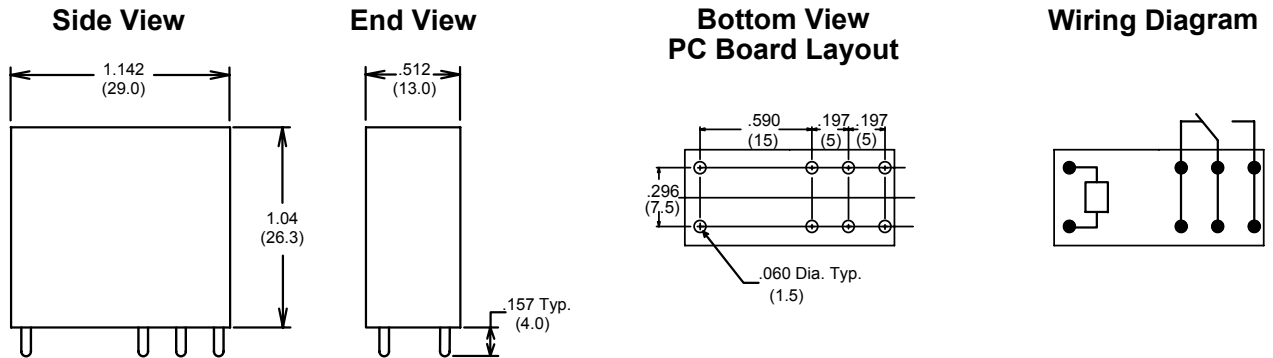 Side View
End View
Bottom View
PC Board Layout
Wiring Diagram
1.142
(29.0)
.512
(13.0)
1.04
(26.3)
.157 Typ.
(4.0)
.590
(15)
.197
(5)
.197
(5)
.296
(7.5)
.060 Dia. Typ.
(1.5)